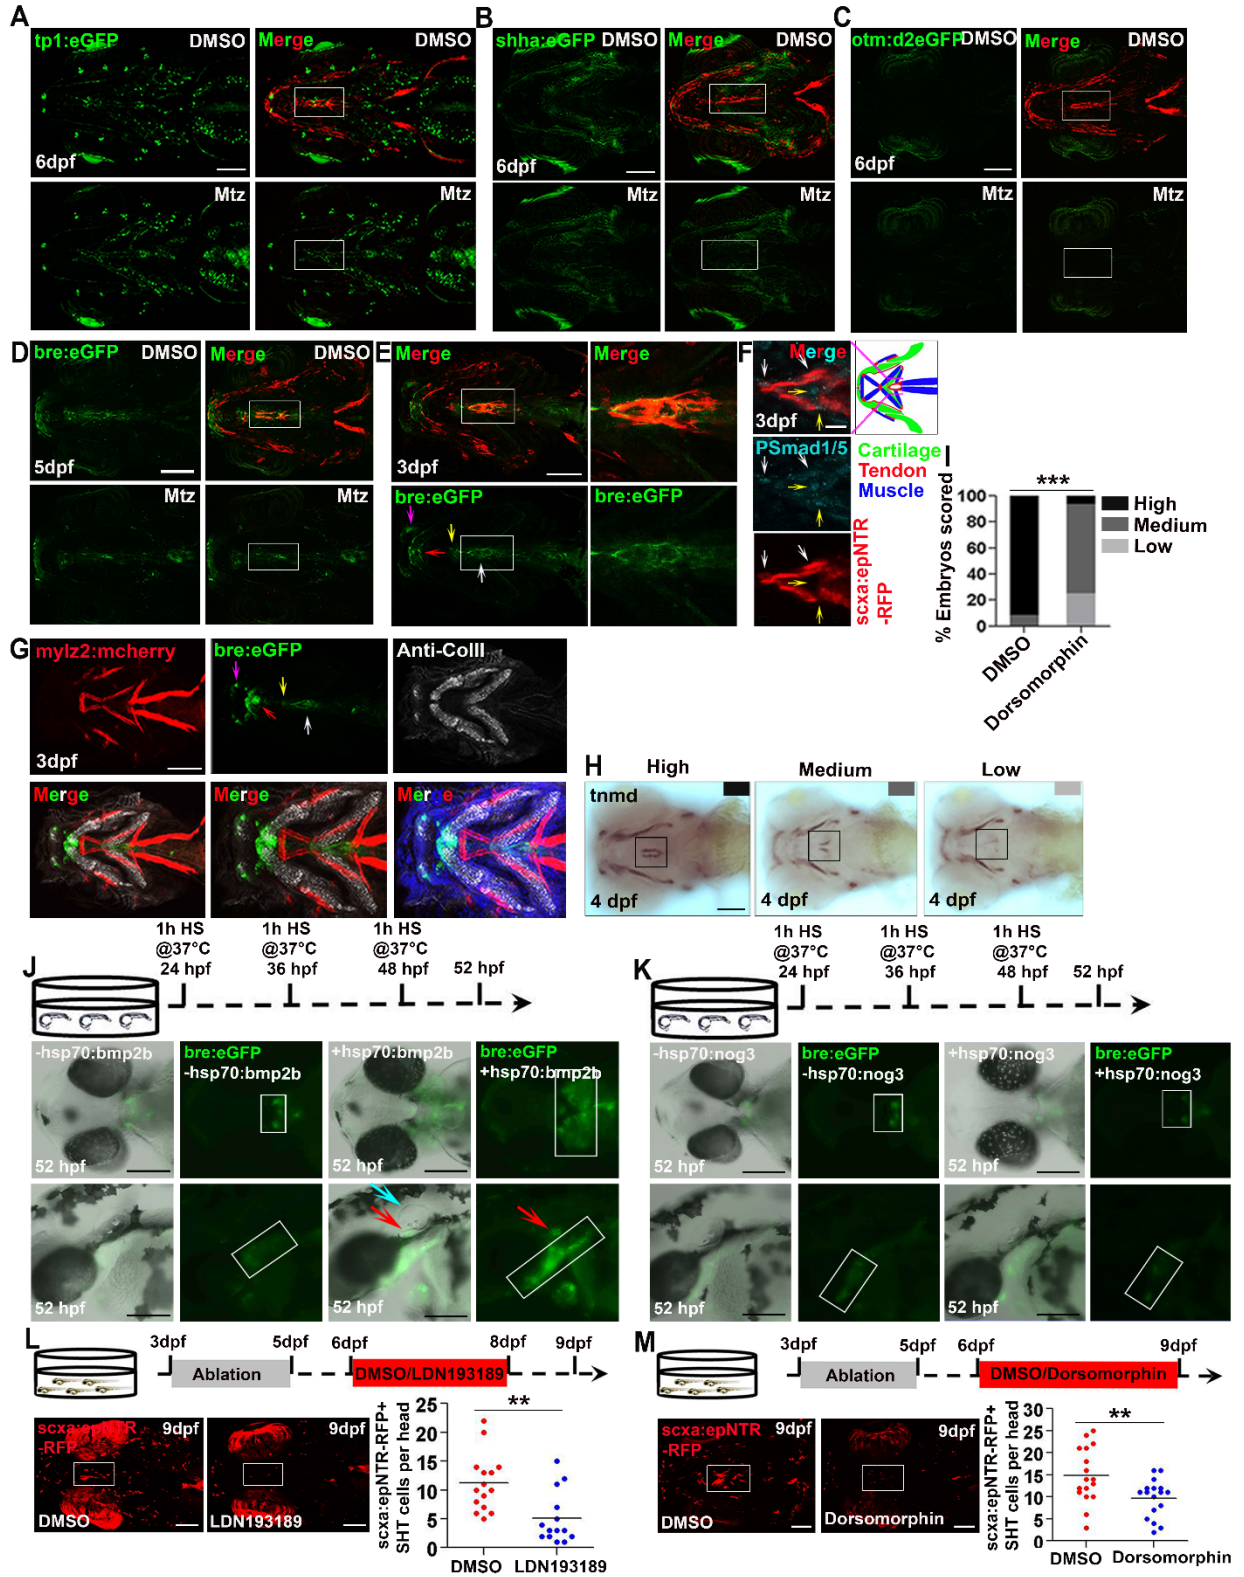 A
tp1:eGFP
DMSO
Merge
DMSO
6dpf
Mtz
Mtz
B
shha:eGFP
DMSO
Merge
DMSO
6dpf
Mtz
Mtz
C
otm:d2eGFP
DMSO
Merge
DMSO
6dpf
Mtz
Mtz
D
bre:eGFP
DMSO
Merge
DMSO
5dpf
Mtz
Mtz
E
Merge
Merge
3dpf
bre:eGFP
bre:eGFP
F
Merge
3dpf
PSmad1/5
scxa:epNTR
-RFP
Cartilage
Tendon
Muscle
I
***
100
80
60
40
20
0
% Embryos scored
DMSO
Dorsomorphin
High
Medium
Low
G
mylz2:mcherry
bre:eGFP
Anti-ColII
3dpf
Merge
Merge
Merge
H
High
Medium
Low
tnmd
4 dpf
4 dpf
4 dpf
J
1h HS
@37°C
24 hpf
1h HS
@37°C
36 hpf
1h HS
@37°C
48 hpf
52 hpf
-hsp70:bmp2b
bre:eGFP
-hsp70:bmp2b
+hsp70:bmp2b
bre:eGFP
+hsp70:bmp2b
52 hpf
52 hpf
52 hpf
52 hpf
K
1h HS
@37°C
24 hpf
1h HS
@37°C
36 hpf
1h HS
@37°C
48 hpf
52 hpf
-hsp70:nog3
bre:eGFP
-hsp70:nog3
+hsp70:nog3
bre:eGFP
+hsp70:nog3
52 hpf
52 hpf
52 hpf
52 hpf
L
3dpf
5dpf
6dpf
8dpf
9dpf
Ablation
DMSO/LDN193189
scxa:epNTR
-RFP
9dpf
9dpf
DMSO
LDN193189
scxa:epNTR-RFP+
SHT cells per head
25
20
15
10
5
0
**
DMSO
LDN193189
M
3dpf
5dpf
6dpf
9dpf
Ablation
DMSO/Dorsomorphin
scxa:epNTR
-RFP
9dpf
9dpf
DMSO
Dorsomorphin
scxa:epNTR-RFP+
SHT cells per head
30
25
20
15
10
5
0
**
DMSO
Dorsomorphin